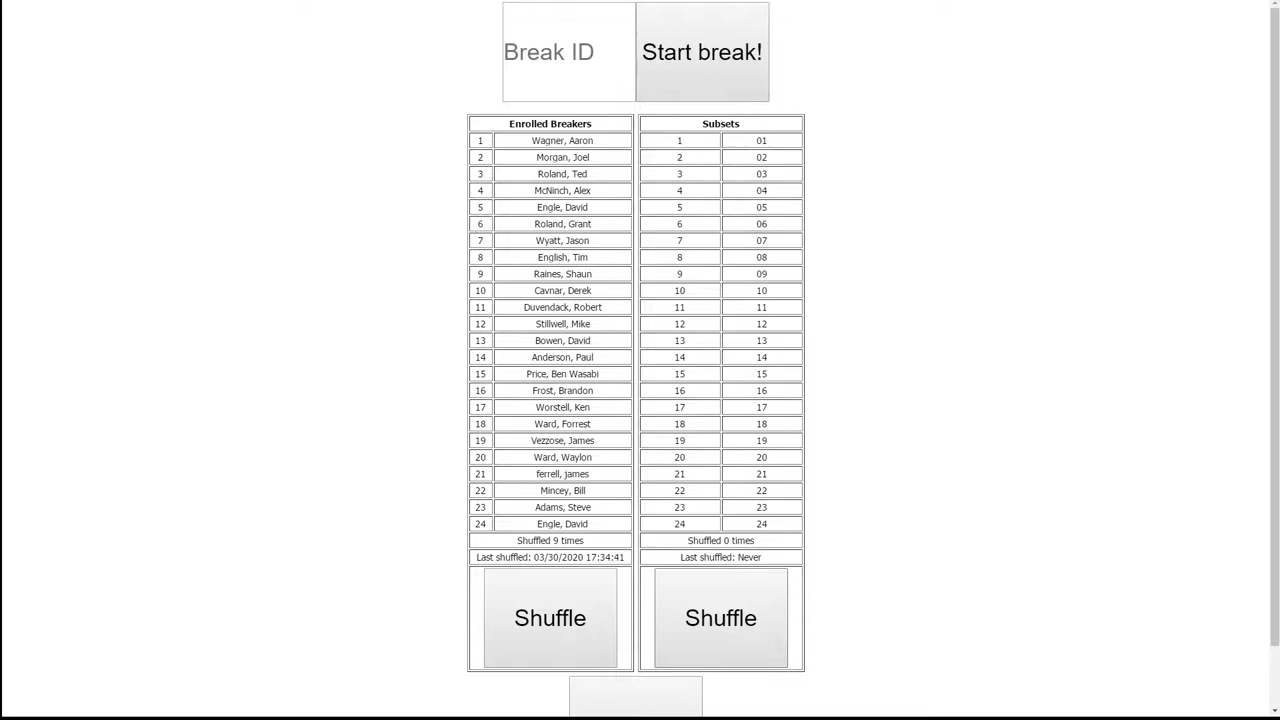 Break ID Start break!
Enrolled Breakers Subsets
1 Wagner, Aaron 1 01
2 Morgan, Joel 2 02
3 Roland, Ted 3 03
4 McNinch, Alex 4 04
5 Engle, David 5 05
6 Roland, Grant 6 06
7 Wyatt, Jason 7 07
8 English, Tim 8 08
9 Raines, Shaun 9 09
10 Cavnar, Derek 10 10
11 Duvendack, Robert 11 11
12 Stillwell, Mike 12 12
13 Bowen, David 13 13
14 Anderson, Paul 14 14
15 Price, Ben Wasabi 15 15
16 Frost, Brandon 16 16
17 Worstell, Ken 17 17
18 Ward, Forrest 18 18
19 Vezzose, James 19 19
20 Ward, Waylon 20 20
21 ferrell, james 21 21
22 Mincey, Bill 22 22
23 Adams, Steve 23 23
24 Engle, David 24 24
Shuffled 9 times Shuffled 0 times
Last shuffled: 03/30/2020 17:34:41 Last shuffled: Never
Shuffle Shuffle